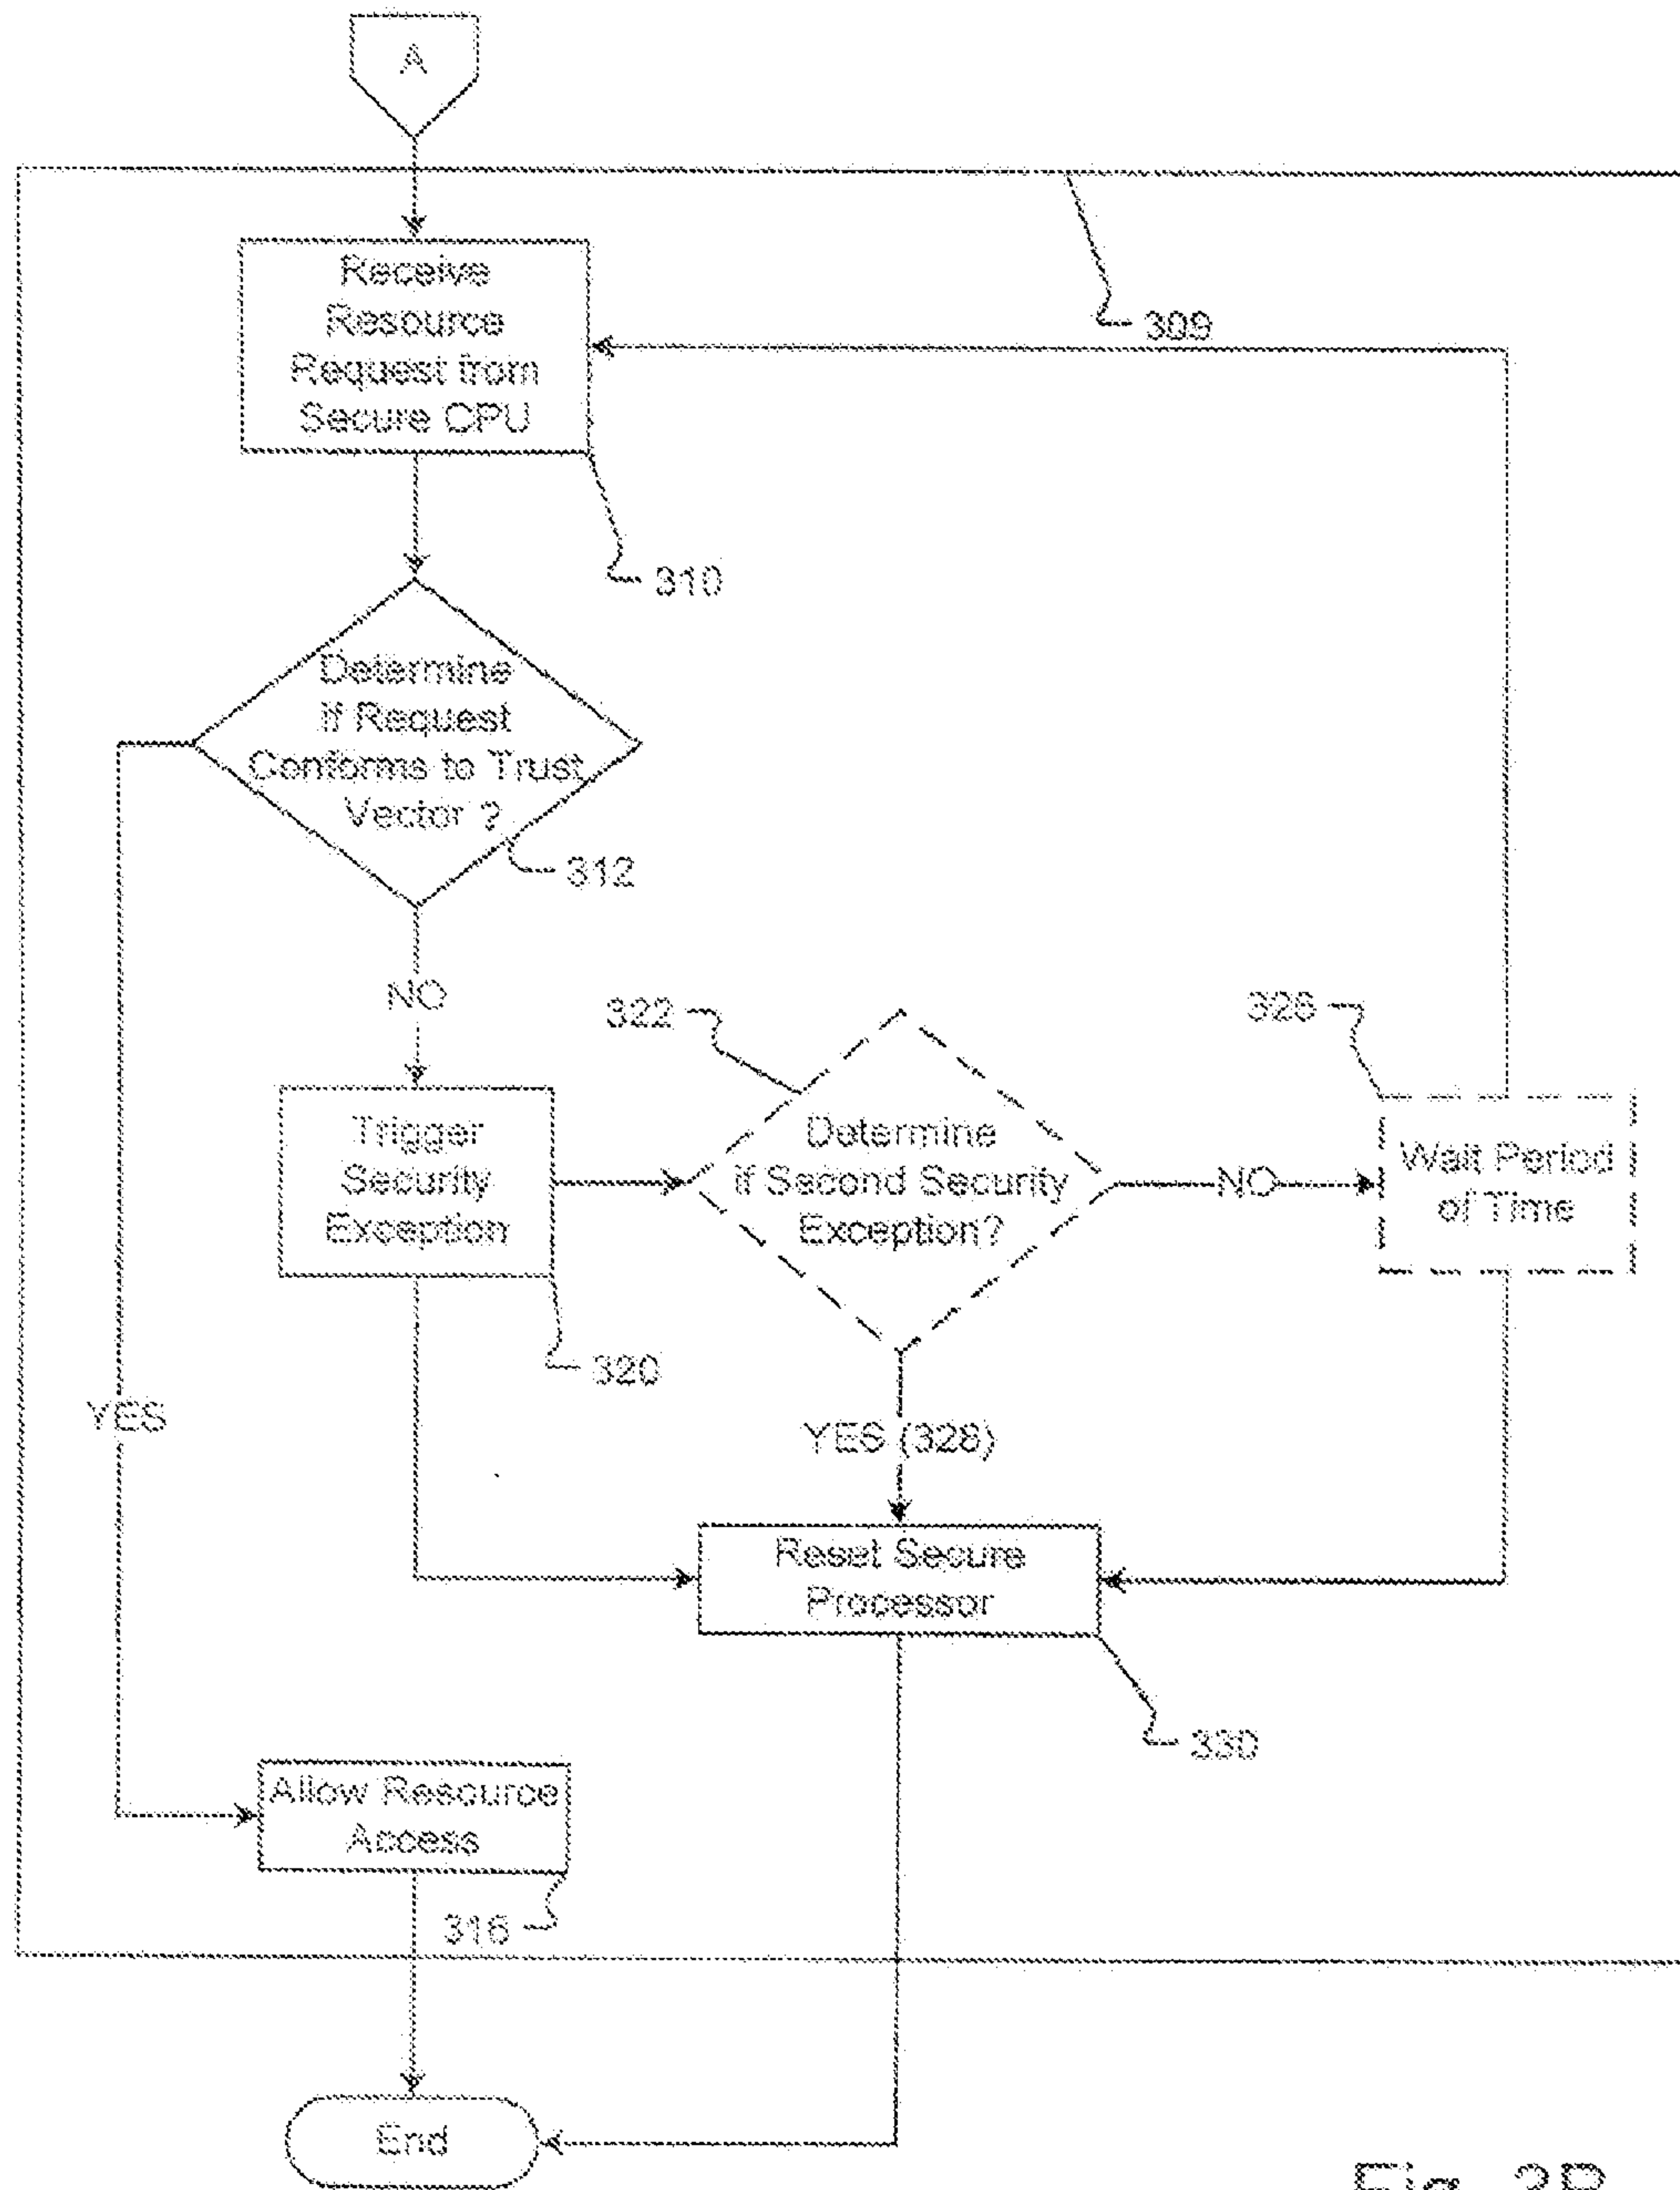 A
Receive
Resource
Request from
Secure CPU
309
310
Determine
if Request
Conforms to Trust
Vector ?
312
NO
322
326
Trigger
Security
Exception
Determine
if Second Security
Exception?
NO
Wait Period
of Time
320
YES
YES (328)
Reset Secure
Processor
330
Allow Resource
Access
316
End
Fig. 3B